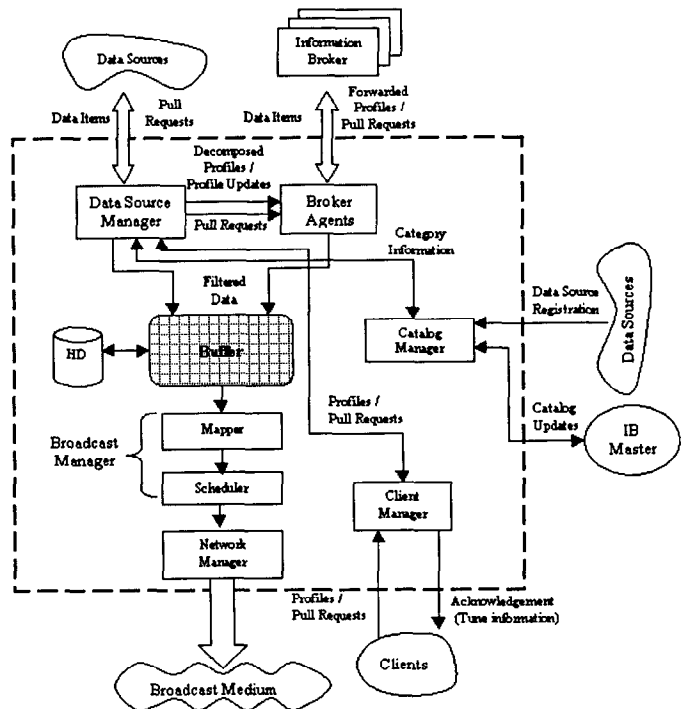 Data Sources
Information
Broker
Data Items
Pull
Requests
Data Items
Forwarded
Profiles /
Pull Requests
Decomposed
Profiles /
Profile Updates
Data Source
Manager
Pull Requests
Broker
Agents
Category
Information
Filtered
Data
Data Source
Registration
Data Sources
HD
Buffer
Catalog
Manager
Profiles /
Pull Requests
Catalog
Updates
IB
Master
Broadcast
Manager
Mapper
Scheduler
Client
Manager
Network
Manager
Profiles /
Pull Requests
Acknowledgement
(Tune information)
Clients
Broadcast Medium